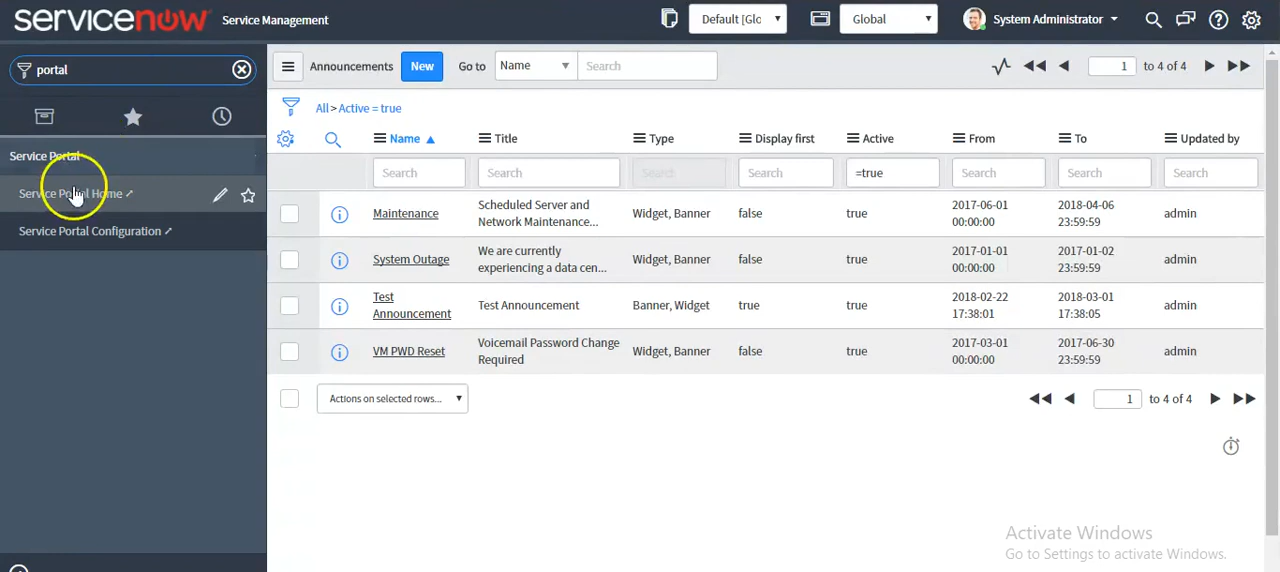 servicenow Service Management Default [Glo Global System Administrator
portal
Announcements New Go to Name Search 1 to 4 of 4
All > Active = true
Name Title Type Display first Active From To Updated by
Search Search Search Search =true Search Search Search
Service Portal
Service Portal Home
Service Portal Configuration
Maintenance Scheduled Server and Widget, Banner false true 2017-06-01 2018-04-06 admin
Network Maintenance... 00:00:00 23:59:59
System Outage We are currently Widget, Banner false true 2017-01-01 2017-01-02 admin
experiencing a data cen... 00:00:00 23:59:59
Test Test Announcement Banner, Widget true true 2018-02-22 2018-03-01 admin
Announcement 17:38:01 17:38:05
VM PWD Reset Voicemail Password Change Widget, Banner false true 2017-03-01 2017-06-30 admin
Required 00:00:00 23:59:59
Actions on selected rows... 1 to 4 of 4
Activate Windows
Go to Settings to activate Windows.